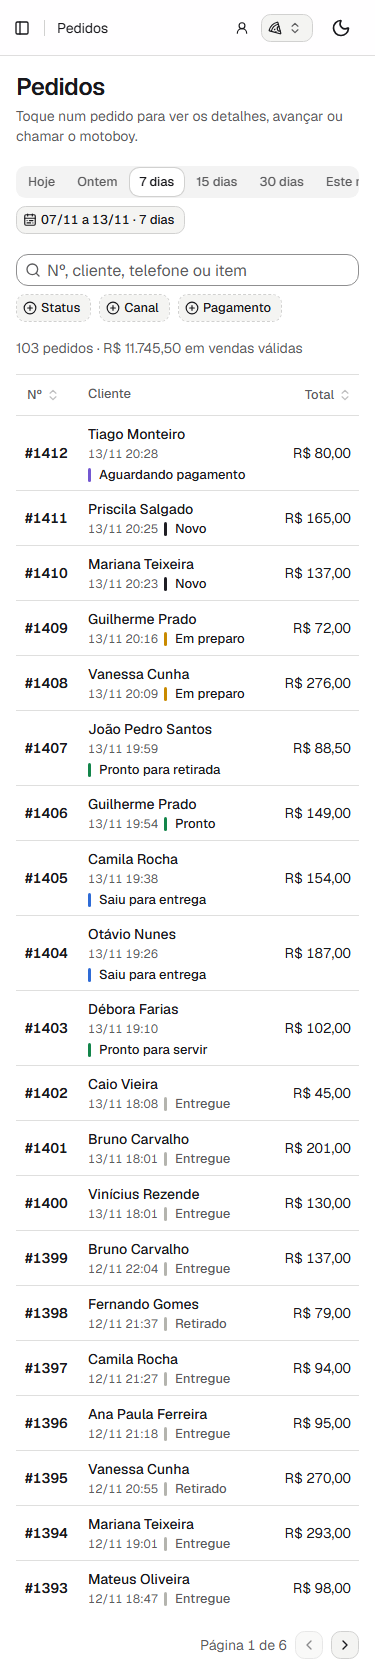 Pedidos
Pedidos
Toque num pedido para ver os detalhes, avançar ou
chamar o motoboy.
Hoje Ontem 7 dias 15 dias 30 dias Este
07/11 a 13/11 · 7 dias
Nº, cliente, telefone ou item
Status Canal Pagamento
103 pedidos · R$ 11.745,50 em vendas válidas
Nº Cliente Total
Tiago Monteiro
#1412 13/11 20:28 R$ 80,00
Aguardando pagamento
Priscila Salgado
#1411 13/11 20:25 Novo R$ 165,00
Mariana Teixeira
#1410 13/11 20:23 Novo R$ 137,00
Guilherme Prado
#1409 13/11 20:16 Em preparo R$ 72,00
Vanessa Cunha
#1408 13/11 20:09 Em preparo R$ 276,00
João Pedro Santos
#1407 13/11 19:59 R$ 88,50
Pronto para retirada
Guilherme Prado
#1406 13/11 19:54 Pronto R$ 149,00
Camila Rocha
#1405 13/11 19:38 R$ 154,00
Saiu para entrega
Otávio Nunes
#1404 13/11 19:26 R$ 187,00
Saiu para entrega
Débora Farias
#1403 13/11 19:10 R$ 102,00
Pronto para servir
Caio Vieira
#1402 13/11 18:08 Entregue R$ 45,00
Bruno Carvalho
#1401 13/11 18:01 Entregue R$ 201,00
Vinícius Rezende
#1400 13/11 18:01 Entregue R$ 130,00
Bruno Carvalho
#1399 12/11 22:04 Entregue R$ 137,00
Fernando Gomes
#1398 12/11 21:37 Retirado R$ 79,00
Camila Rocha
#1397 12/11 21:27 Entregue R$ 94,00
Ana Paula Ferreira
#1396 12/11 21:18 Entregue R$ 95,00
Vanessa Cunha
#1395 12/11 20:55 Retirado R$ 270,00
Mariana Teixeira
#1394 12/11 19:01 Entregue R$ 293,00
Mateus Oliveira
#1393 12/11 18:47 Entregue R$ 98,00
Página 1 de 6